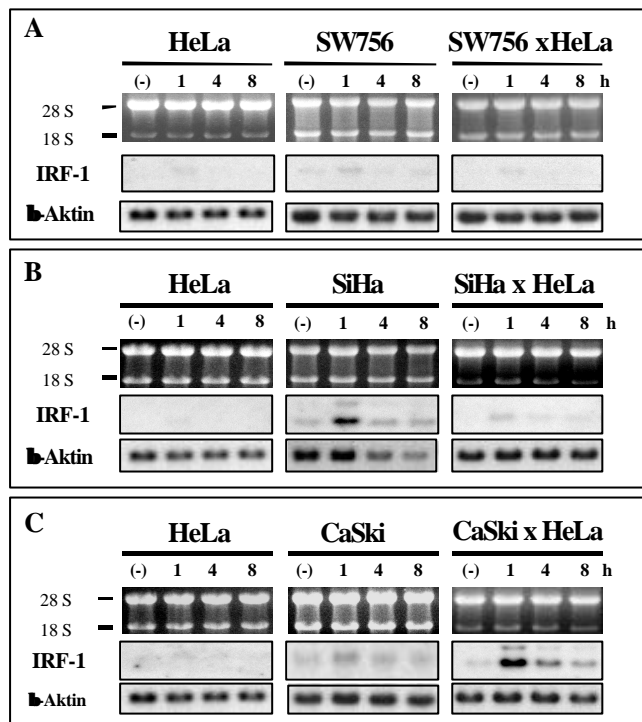 A
HeLa SW756 SW756 xHeLa
(-) 1 4 8 (-) 1 4 8 (-) 1 4 8 h
28 S
18 S
IRF-1
b-Aktin
B
HeLa SiHa SiHa x HeLa
(-) 1 4 8 (-) 1 4 8 (-) 1 4 8 h
28 S
18 S
IRF-1
b-Aktin
C
HeLa CaSki CaSki x HeLa
(-) 1 4 8 (-) 1 4 8 (-) 1 4 8 h
28 S
18 S
IRF-1
b-Aktin